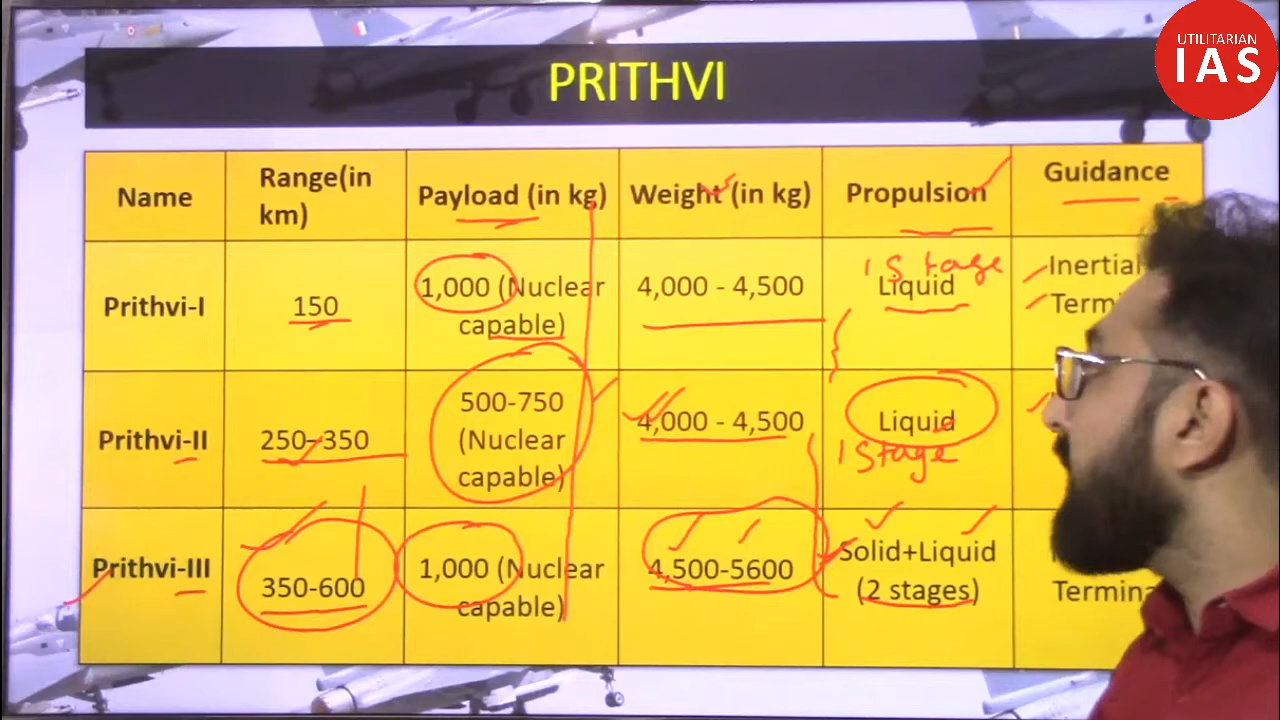 UTILITARIAN
IAS
PRITHVI
Name
Range(in
km)
Payload (in kg)
Weight (in kg)
Propulsion
Guidance
Prithvi-I
150
1,000 (Nuclear
capable)
4,000 - 4,500
1 Stage
Liquid
Inertial
Prithvi-II
250-350
500-750
(Nuclear
capable)
4,000 - 4,500
Liquid
1 Stage
Prithvi-III
350-600
1,000 (Nuclear
capable)
4,500-5600
Solid+Liquid
(2 stages)